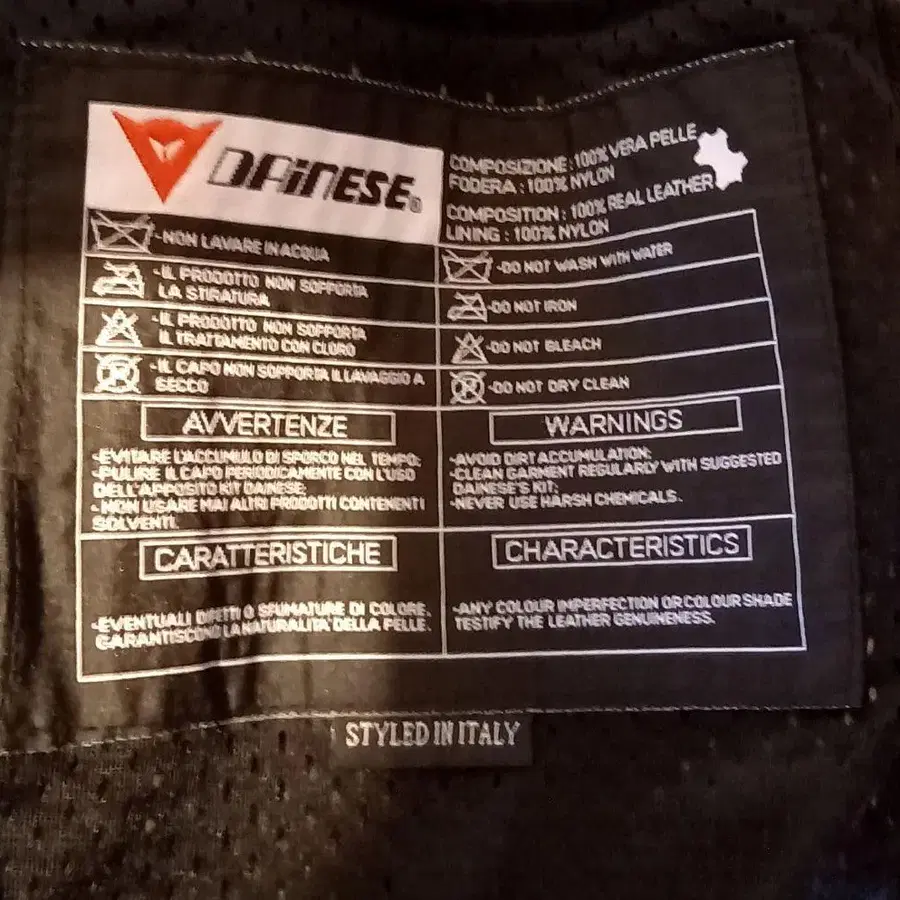 DAINESE®
COMPOSIZIONE : 100% VERA PELLE
FODERA : 100% NYLON
COMPOSITION : 100% REAL LEATHER
LINING : 100% NYLON
-NON LAVARE IN ACQUA
-IL PRODOTTO NON SOPPORTA
LA STIRATURA
-IL PRODOTTO NON SOPPORTA
IL TRATTAMENTO CON CLORO
-IL CAPO NON SOPPORTA IL LAVAGGIO A
SECCO
-DO NOT WASH WITH WATER
-DO NOT IRON
-DO NOT BLEACH
-DO NOT DRY CLEAN
AVVERTENZE
-EVITARE L'ACCUMULO DI SPORCO NEL TEMPO;
-PULIRE IL CAPO PERIODICAMENTE CON L'USO
DELL'APPOSITO KIT DAINESE;
- NON USARE MAI ALTRI PRODOTTI CONTENENTI
SOLVENTI.
WARNINGS
-AVOID DIRT ACCUMULATION;
-CLEAN GARMENT REGULARLY WITH SUGGESTED
DAINESE'S KIT;
-NEVER USE HARSH CHEMICALS.
CARATTERISTICHE
-EVENTUALI DIFETTI O SFUMATURE DI COLORE,
GARANTISCONO LA NATURALITA' DELLA PELLE.
CHARACTERISTICS
-ANY COLOUR IMPERFECTION OR COLOUR SHADE
TESTIFY THE LEATHER GENUINENESS.
STYLED IN ITALY